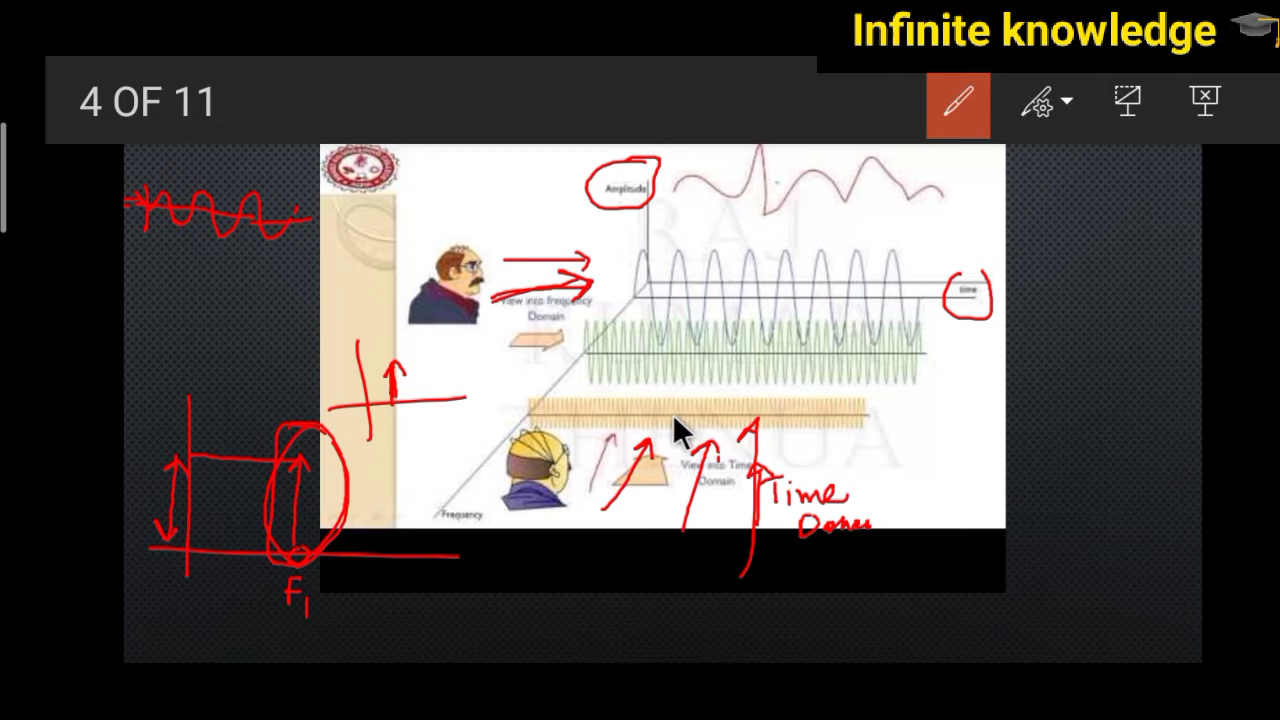 Infinite knowledge
4 OF 11
Amplitude
time
View into frequency
Domain
View into Time
Domain
Time
Frequency
F1